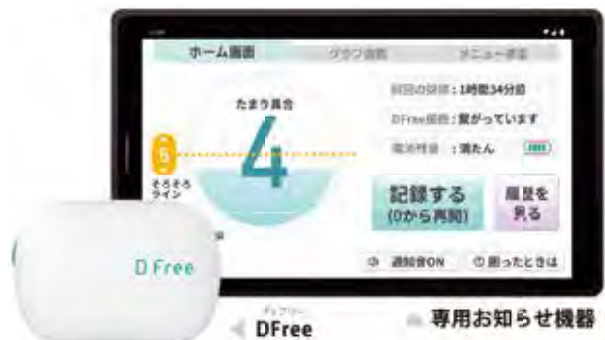 ホーム画面
グラフ画面
メニュー画面
たまり具合
4
5
そろそろ
ライン
前回の排尿:1時間34分前
DFree接続:繋がっています
電池残量:満たん
記録する
(0から再開)
履歴を
見る
通知音ON
困ったときは
D Free
ディフリー
DFree
専用お知らせ機器